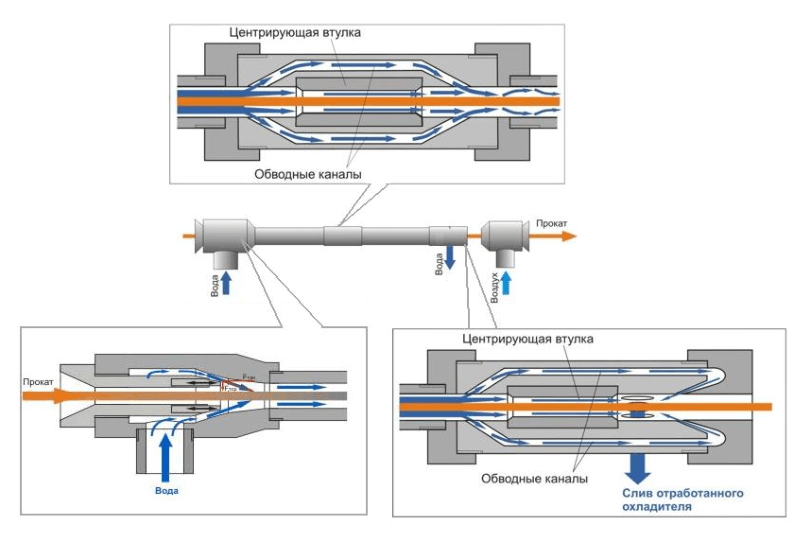 Центрирующая втулка
Обводные каналы
Прокат
Вода
Вода
Воздух
Прокат
Вода
Центрирующая втулка
Обводные каналы
Слив отработанного
охладителя